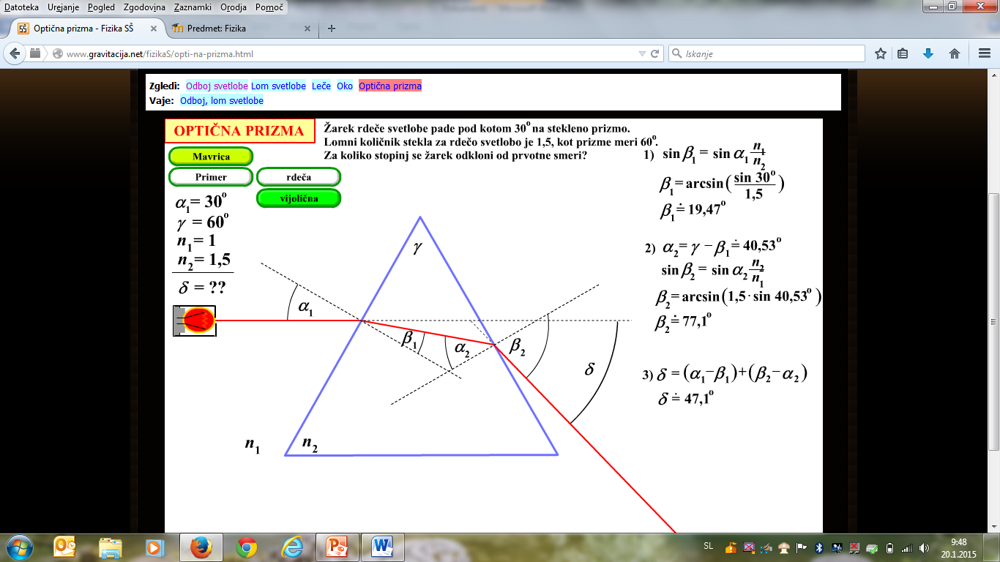 Datoteka Urejanje Pogled Zgodovina Zaznamki Orodja Pomoč
Optična prizma - Fizika SŠ
Predmet: Fizika
www.gravitacija.net/fizikaS/opti-na-prizma.html
Iskanje
Zgledi: Odboj svetlobe Lom svetlobe Leče Oko Optična prizma
Vaje: Odboj, lom svetlobe
OPTIČNA PRIZMA
Žarek rdeče svetlobe pade pod kotom 30° na stekleno prizmo.
Lomni količnik stekla za rdečo svetlobo je 1,5, kot prizme meri 60°.
Za koliko stopinj se žarek odkloni od prvotne smeri?
Mavrica
Primer
rdeča
vijolična
α₁= 30°
γ = 60°
n₁= 1
n₂= 1,5
δ = ??
γ
α₁
β₁
α₂
β₂
δ
n₁
n₂
1) sin β₁ = sin α₁ n₁/n₂
β₁= arcsin(sin 30°/1,5)
β₁≐ 19,47°
2) α₂= γ − β₁≐ 40,53°
sin β₂ = sin α₂ n₂/n₁
β₂= arcsin(1,5·sin 40,53°)
β₂≐ 77,1°
3) δ = (α₁−β₁)+(β₂−α₂)
δ ≐ 47,1°
SL
9:48
20.1.2015